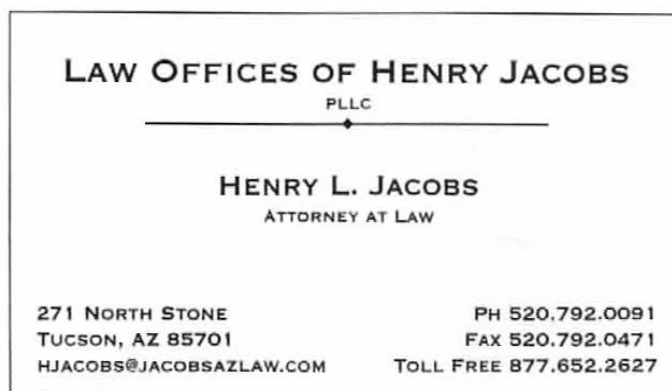 LAW OFFICES OF HENRY JACOBS
PLLC
HENRY L. JACOBS
ATTORNEY AT LAW
271 NORTH STONE
TUCSON, AZ 85701
HJACOBS@JACOBSAZLAW.COM
PH 520.792.0091
FAX 520.792.0471
TOLL FREE 877.652.2627